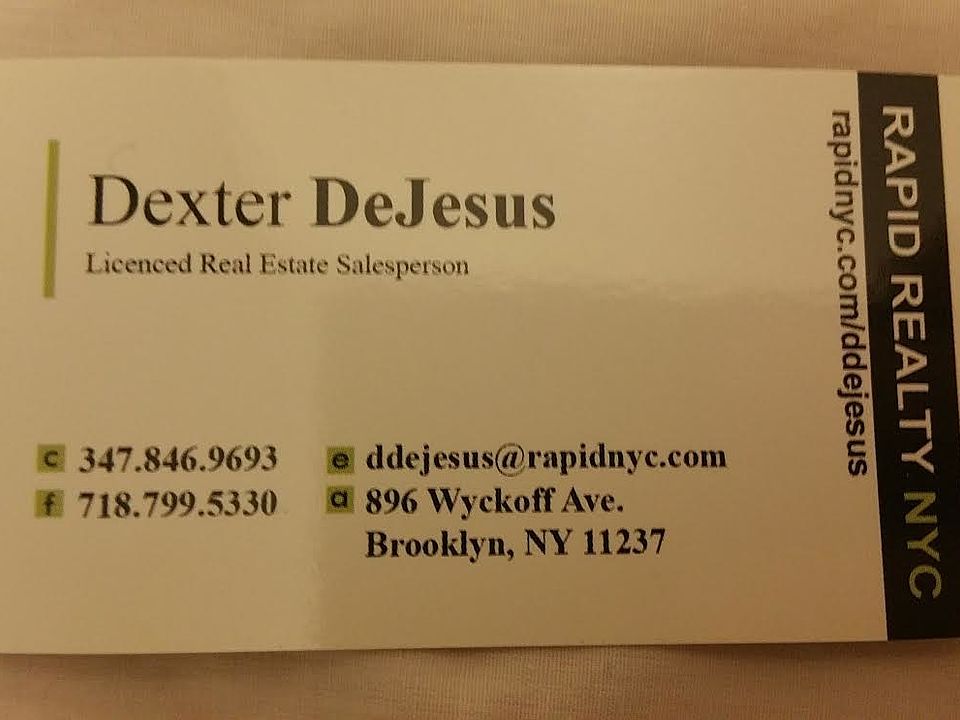 Dexter DeJesus
Licenced Real Estate Salesperson
c 347.846.9693
f 718.799.5330
e ddejesus@rapidnyc.com
a 896 Wyckoff Ave.
Brooklyn, NY 11237
rapidnyc.com/ddejesus
RAPID REALTY NYC